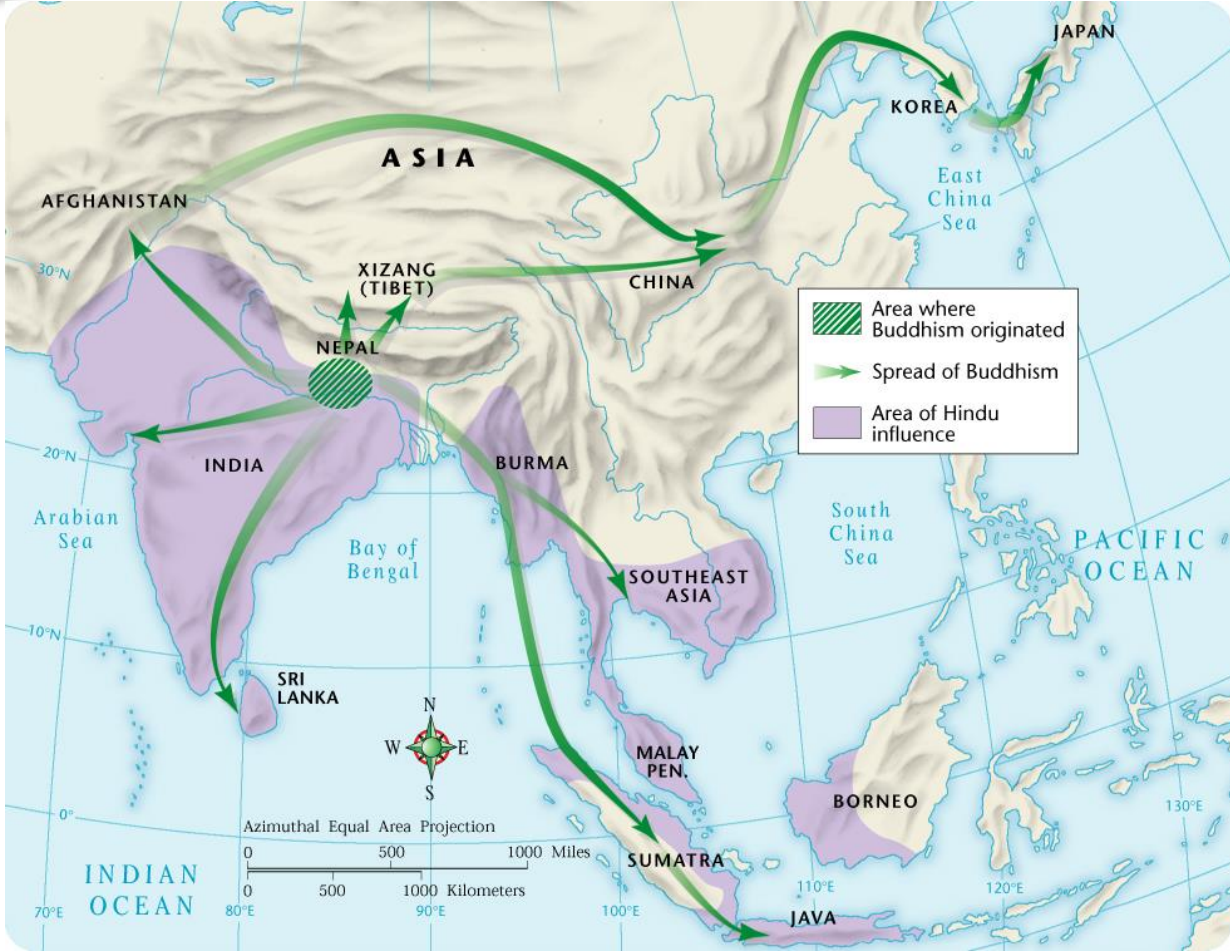 JAPAN
KOREA
ASIA
East
China
Sea
AFGHANISTAN
30°N
XIZANG
(TIBET)
CHINA
NEPAL
Area where
Buddhism originated
Spread of Buddhism
Area of Hindu
influence
20°N
INDIA
BURMA
Arabian
Sea
Bay of
Bengal
South
China
Sea
PACIFIC
OCEAN
SOUTHEAST
ASIA
10°N
SRI
LANKA
N
W
E
S
MALAY
PEN.
BORNEO
130°E
0°
Azimuthal Equal Area Projection
0 500 1000 Miles
0 500 1000 Kilometers
SUMATRA
INDIAN
OCEAN
JAVA
70°E
80°E
90°E
100°E
110°E
120°E